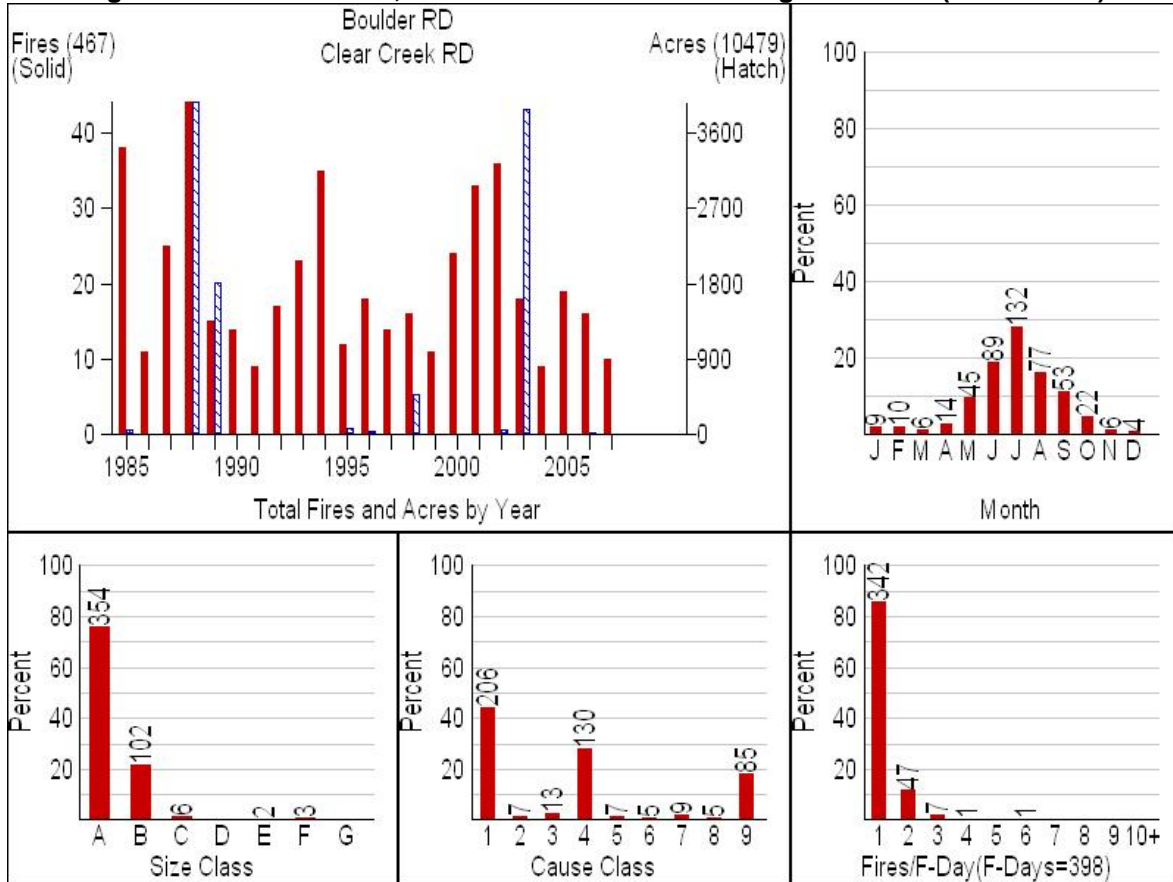 Boulder RD
Clear Creek RD
Fires (467)
(Solid)
Acres (10479)
(Hatch)
40
30
20
10
0
3600
2700
1800
900
0
1985 1990 1995 2000 2005
Total Fires and Acres by Year
100
80
60
40
20
Percent
9 10 6 14 45 89 132 77 53 22 6 4
J F M A M J J A S O N D
Month
100
80
60
40
20
Percent
354 102 6 2 3
A B C D E F G
Size Class
100
80
60
40
20
Percent
206 7 13 130 7 5 9 5 85
1 2 3 4 5 6 7 8 9
Cause Class
100
80
60
40
20
Percent
342 47 7 1 1
1 2 3 4 5 6 7 8 9 10+
Fires/F-Day(F-Days=398)